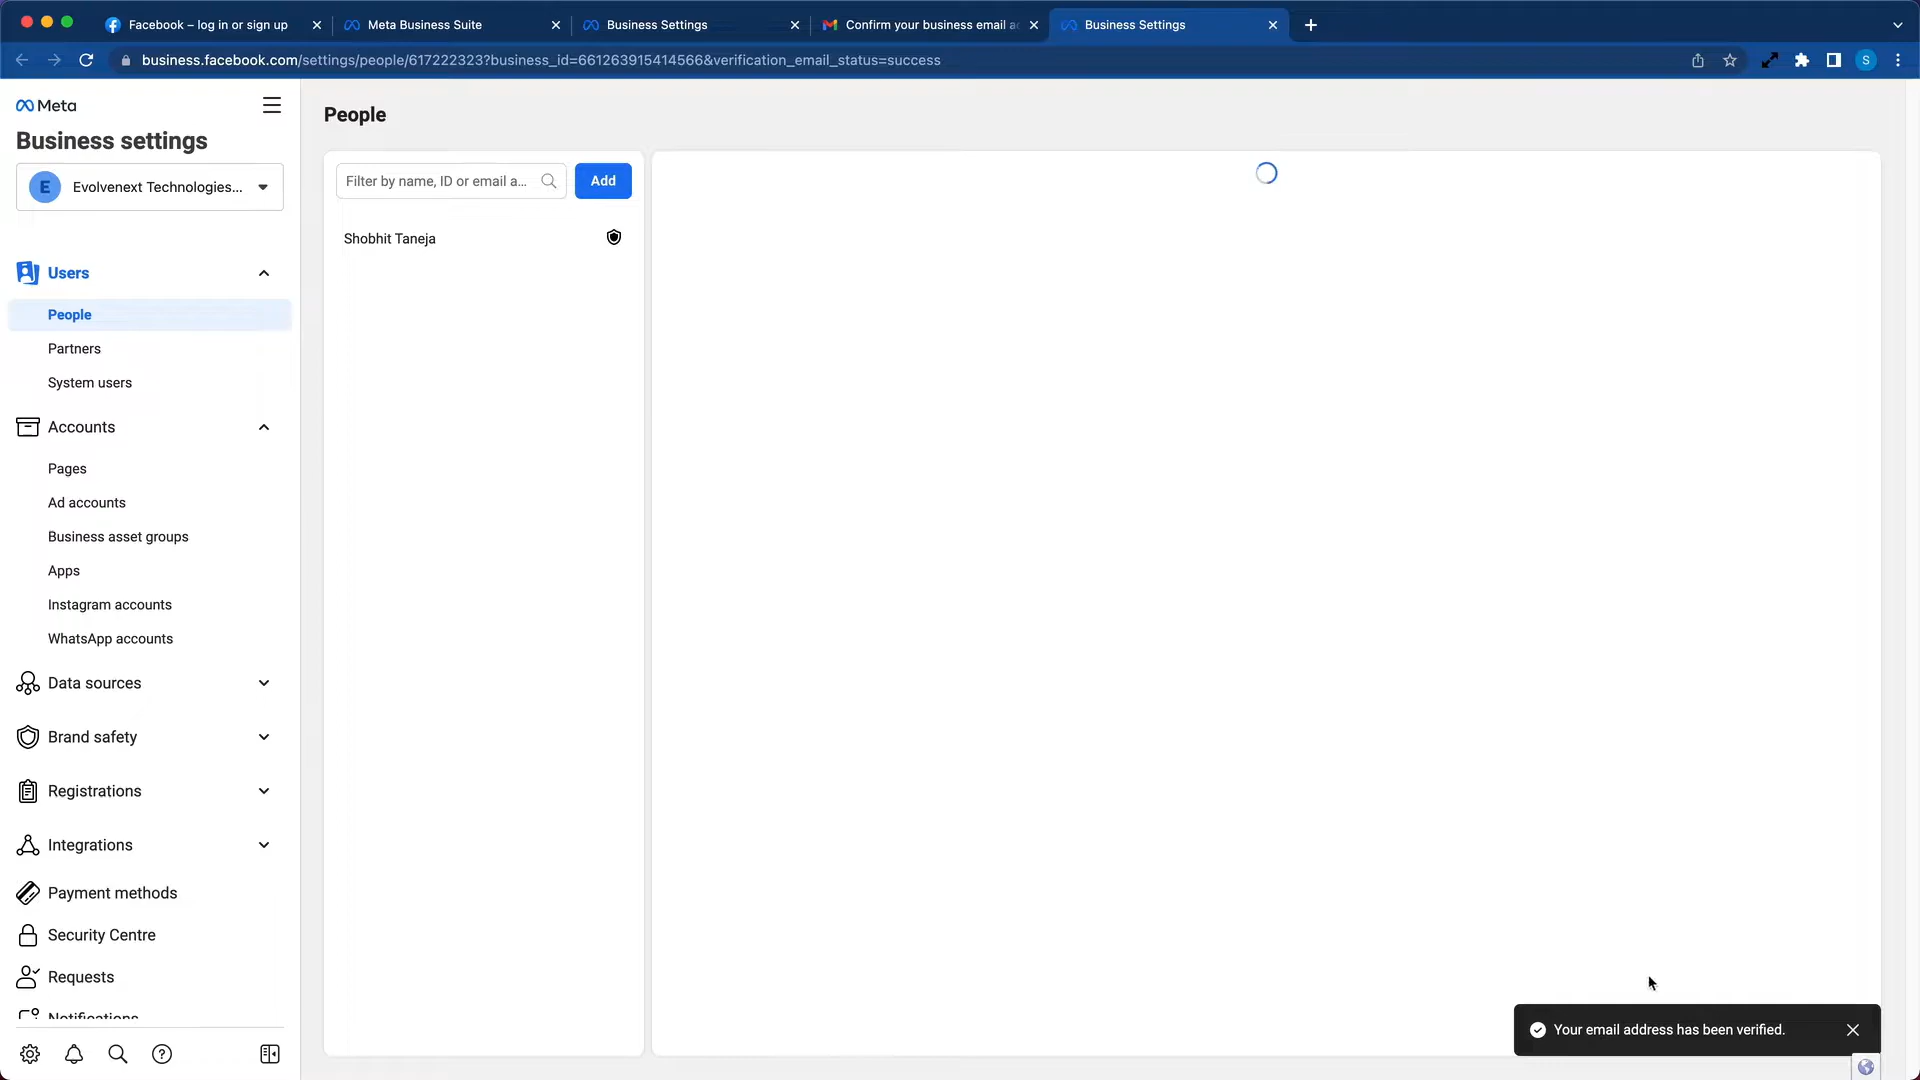 Facebook – log in or sign up
Meta Business Suite
Business Settings
Confirm your business email a
Business Settings
business.facebook.com/settings/people/617222323?business_id=661263915414566&verification_email_status=success
S
Meta
Business settings
E
Evolvenext Technologies...
Users
People
Partners
System users
Accounts
Pages
Ad accounts
Business asset groups
Apps
Instagram accounts
WhatsApp accounts
Data sources
Brand safety
Registrations
Integrations
Payment methods
Security Centre
Requests
Notifications
People
Filter by name, ID or email a...
Add
Shobhit Taneja
Your email address has been verified.